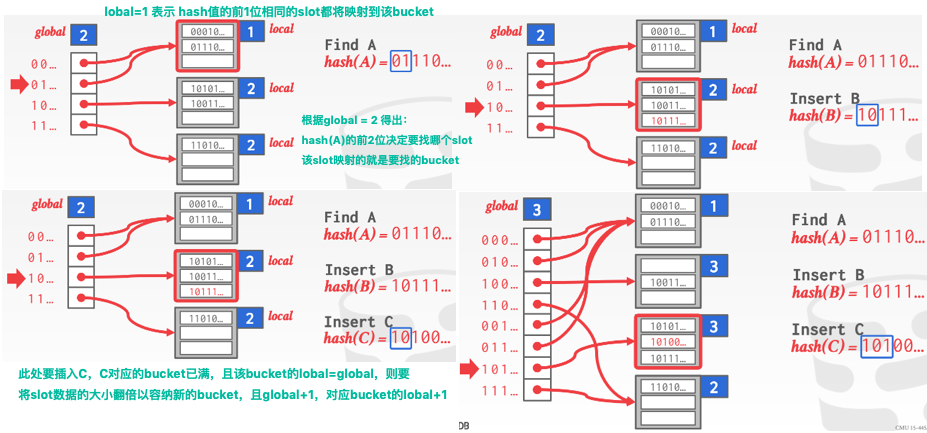 lobal=1 表示 hash值的前1位相同的slot都将映射到该bucket
global
2
00...
01...
10...
11...
00010...
01110...
1
local
10101...
10011...
2
local
11010...
2
local
Find A
hash(A) = 01110...
根据global = 2 得出:
hash(A)的前2位决定要找哪个slot
该slot映射的就是要找的bucket
global
2
00...
01...
10...
11...
00010...
01110...
1
local
10101...
10011...
10111...
2
local
11010...
2
local
Find A
hash(A) = 01110...
Insert B
hash(B) = 10111...
global
2
00...
01...
10...
11...
00010...
01110...
1
local
10101...
10011...
10111...
2
local
11010...
2
local
Find A
hash(A) = 01110...
Insert B
hash(B) = 10111...
Insert C
hash(C) = 10100...
此处要插入C，C对应的bucket已满，且该bucket的lobal=global，则要
将slot数据的大小翻倍以容纳新的bucket，且global+1，对应bucket的lobal+1
global
3
000...
010...
100...
110...
001...
011...
101...
111...
00010...
01110...
1
10011...
3
10101...
10100...
10111...
3
11010...
2
Find A
hash(A) = 01110...
Insert B
hash(B) = 10111...
Insert C
hash(C) = 10100...
DB
CMU 15-445